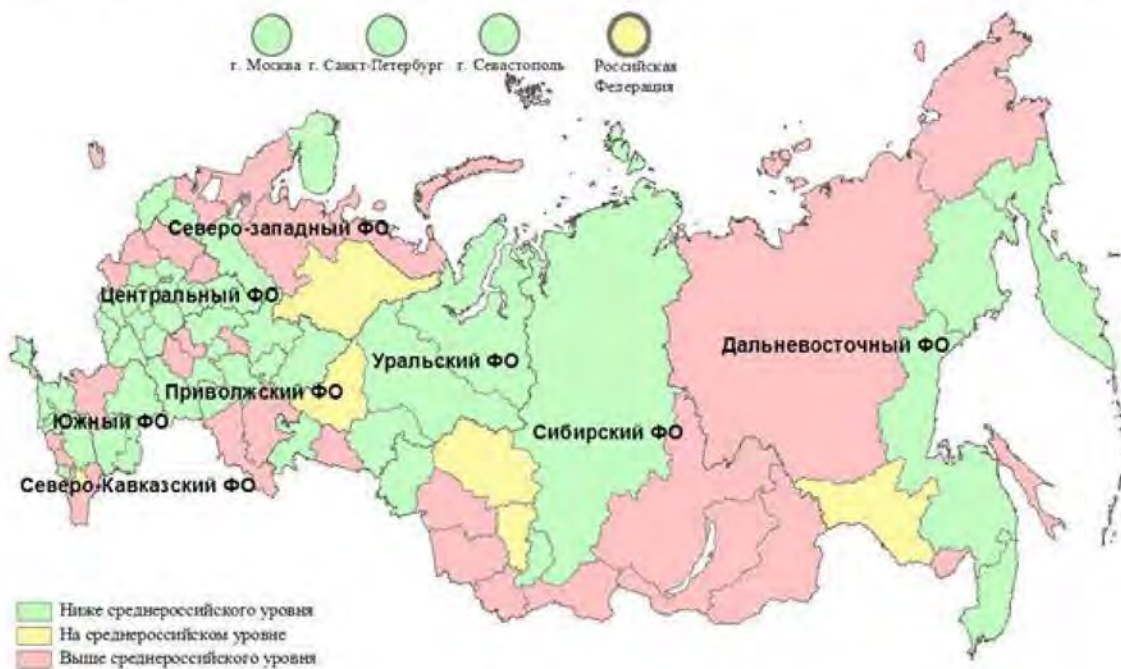 г. Москва г. Санкт-Петербург г. Севастополь Российская
Федерация
Северо-западный ФО
Центральный ФО
Уральский ФО
Дальневосточный ФО
Приволжский ФО
Южный ФО
Сибирский ФО
Северо-Кавказский ФО
Ниже среднероссийского уровня
На среднероссийском уровне
Выше среднероссийского уровня